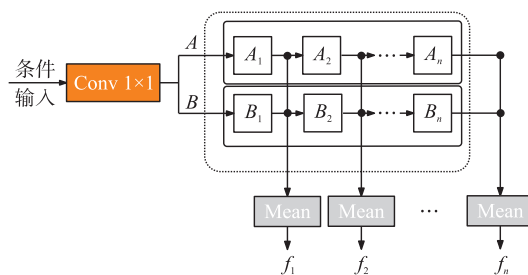 条件
输入
Conv 1×1
A
A1 A2 ··· An
B
B1 B2 ··· Bn
Mean Mean ··· Mean
f1 f2 fn